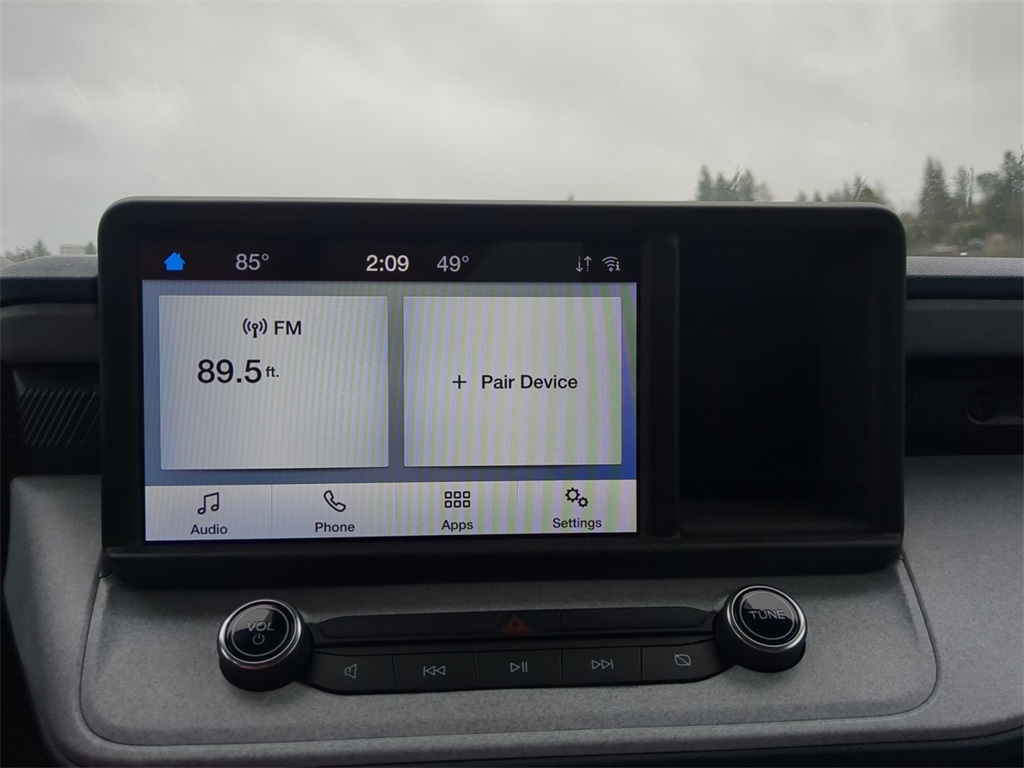 85° 2:09 49°
FM
89.5 ft.
+ Pair Device
Audio Phone Apps Settings
VOL
TUNE